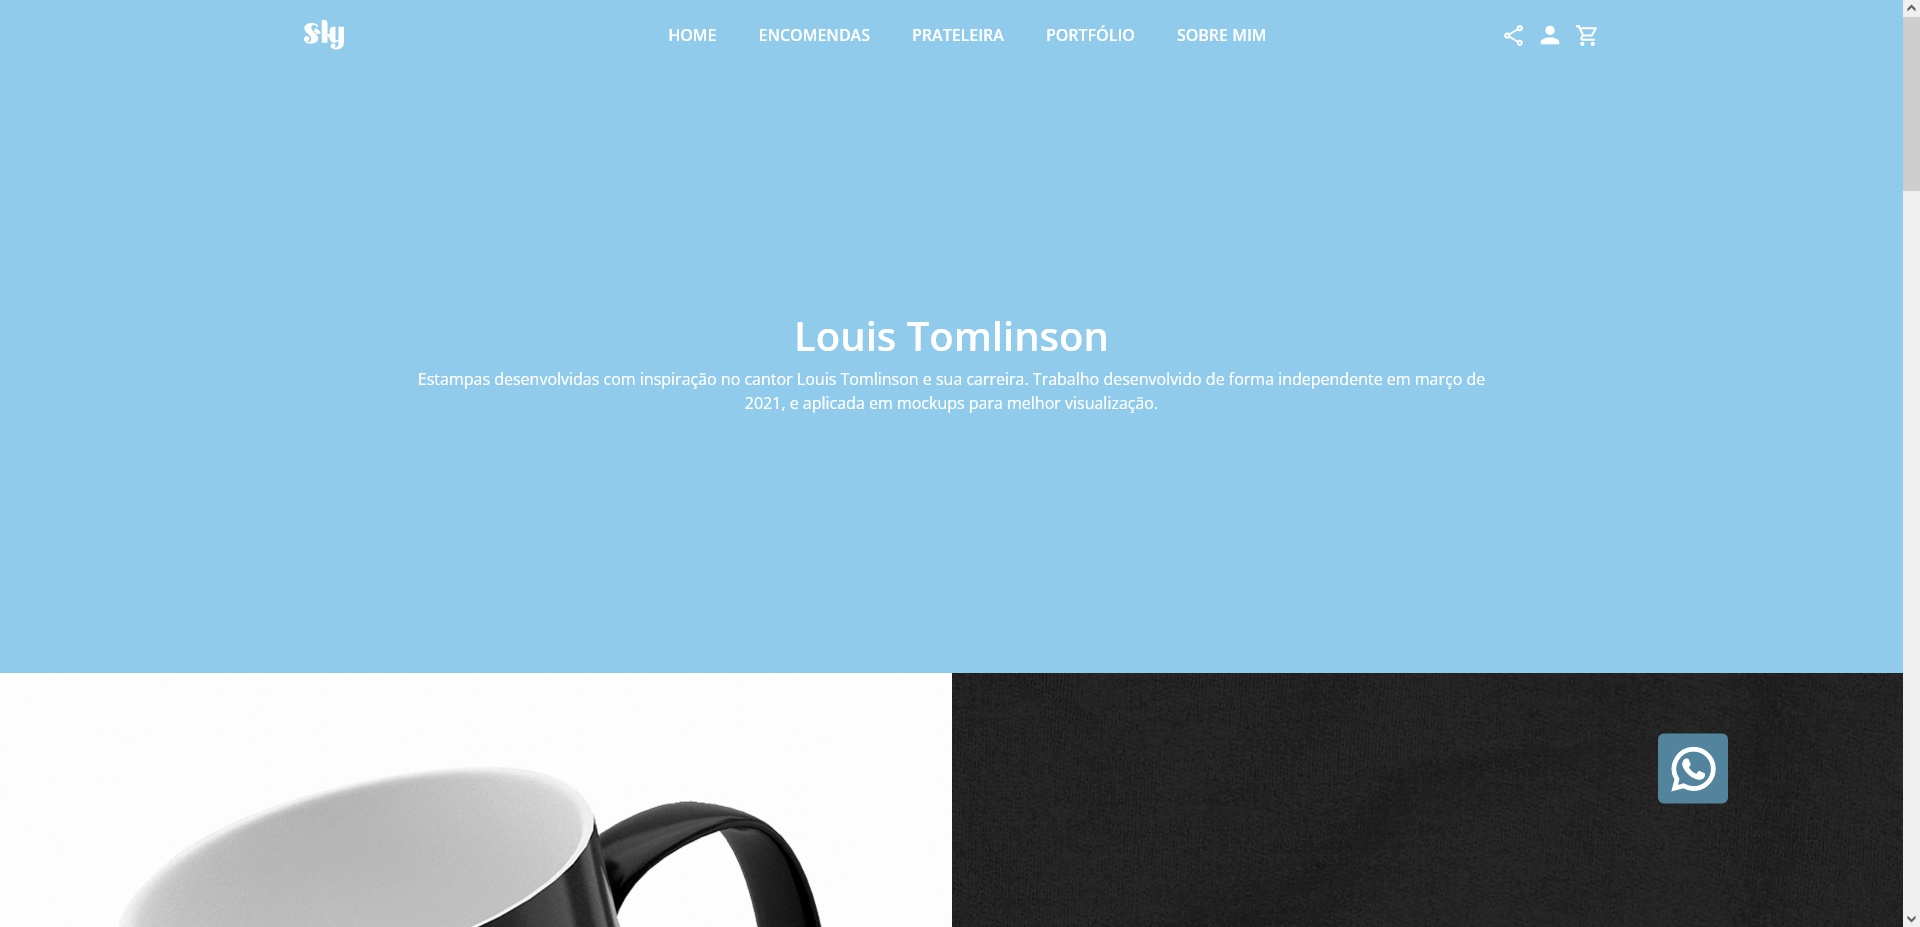 sky
HOME
ENCOMENDAS
PRATELEIRA
PORTFÓLIO
SOBRE MIM
Louis Tomlinson
Estampas desenvolvidas com inspiração no cantor Louis Tomlinson e sua carreira. Trabalho desenvolvido de forma independente em março de
2021, e aplicada em mockups para melhor visualização.